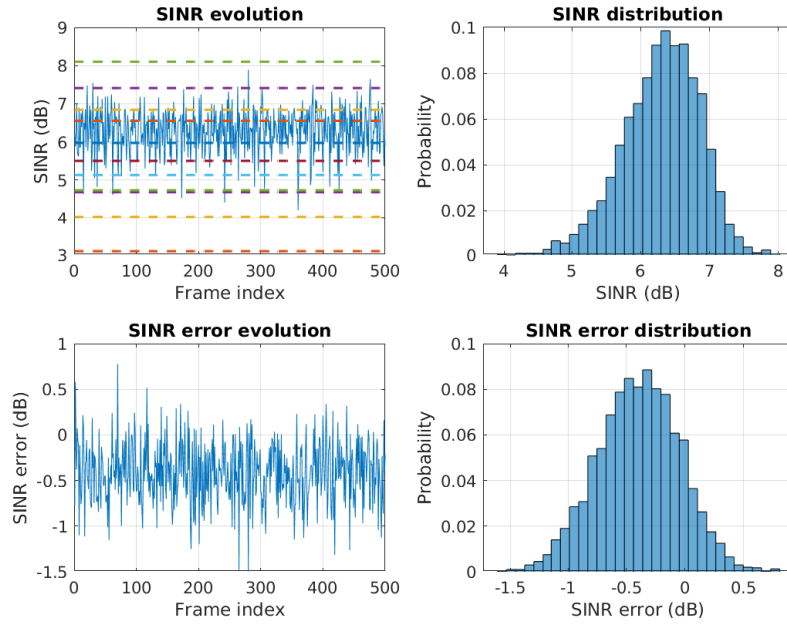 SINR evolution
SINR (dB)
9
8
7
6
5
4
3
0 100 200 300 400 500
Frame index
SINR distribution
Probability
0.1
0.08
0.06
0.04
0.02
0
4 5 6 7 8
SINR (dB)
SINR error evolution
SINR error (dB)
1
0.5
0
-0.5
-1
-1.5
0 100 200 300 400 500
Frame index
SINR error distribution
Probability
0.1
0.08
0.06
0.04
0.02
0
-1.5 -1 -0.5 0 0.5
SINR error (dB)